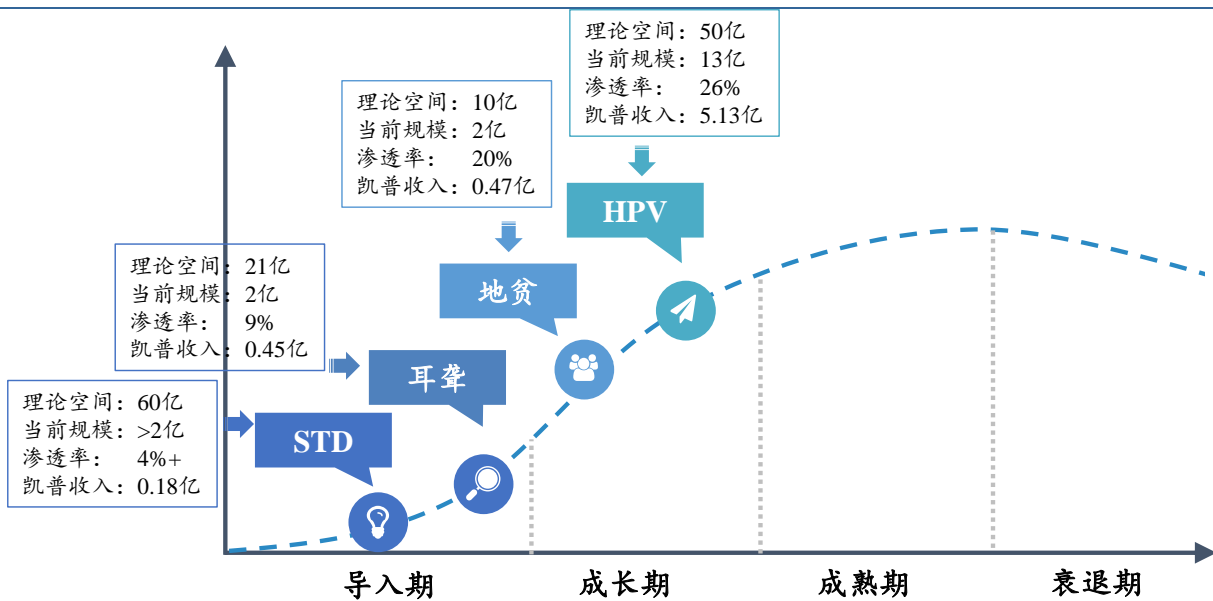 理论空间：50亿
当前规模：13亿
渗透率： 26%
凯普收入：5.13亿
理论空间：10亿
当前规模：2亿
渗透率： 20%
凯普收入：0.47亿
HPV
理论空间：21亿
当前规模：2亿
渗透率： 9%
凯普收入：0.45亿
地贫
耳聋
理论空间：60亿
当前规模：>2亿
渗透率： 4%+
凯普收入：0.18亿
STD
导入期 成长期 成熟期 衰退期